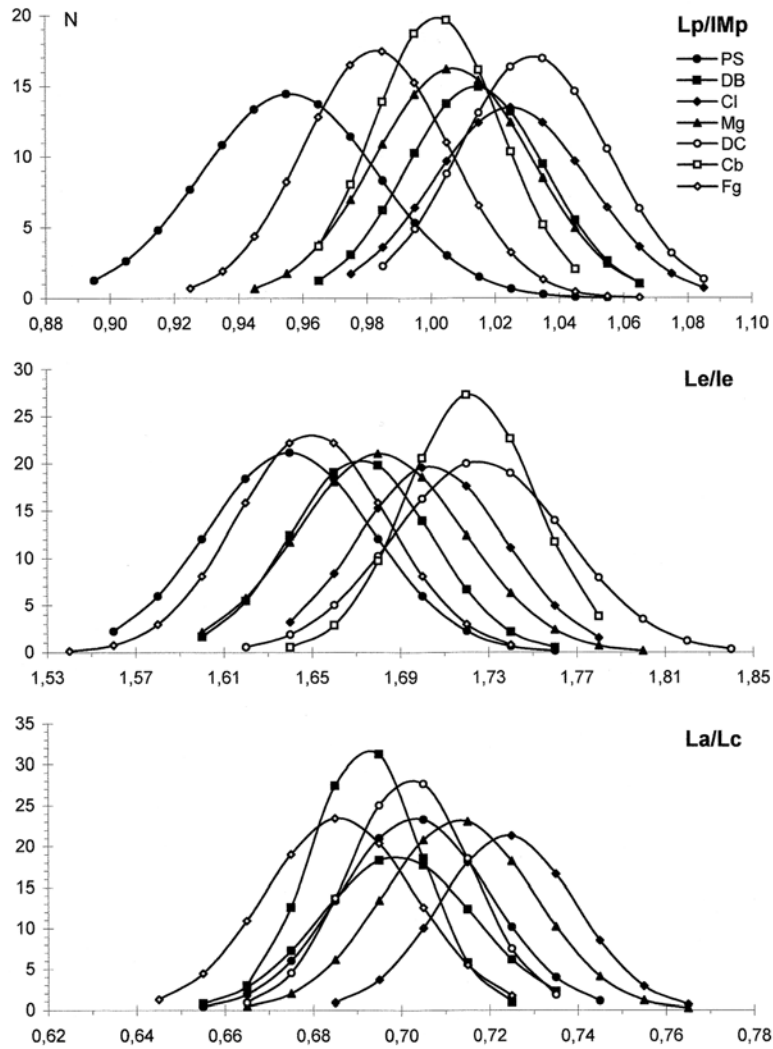 20
N
Lp/lMp
PS
DB
Cl
Mg
DC
Cb
Fg
15
10
5
0
0,88 0,90 0,92 0,94 0,96 0,98 1,00 1,02 1,04 1,06 1,08 1,10
30
Le/le
25
20
15
10
5
0
1,53 1,57 1,61 1,65 1,69 1,73 1,77 1,81 1,85
35
La/Lc
30
25
20
15
10
5
0
0,62 0,64 0,66 0,68 0,70 0,72 0,74 0,76 0,78